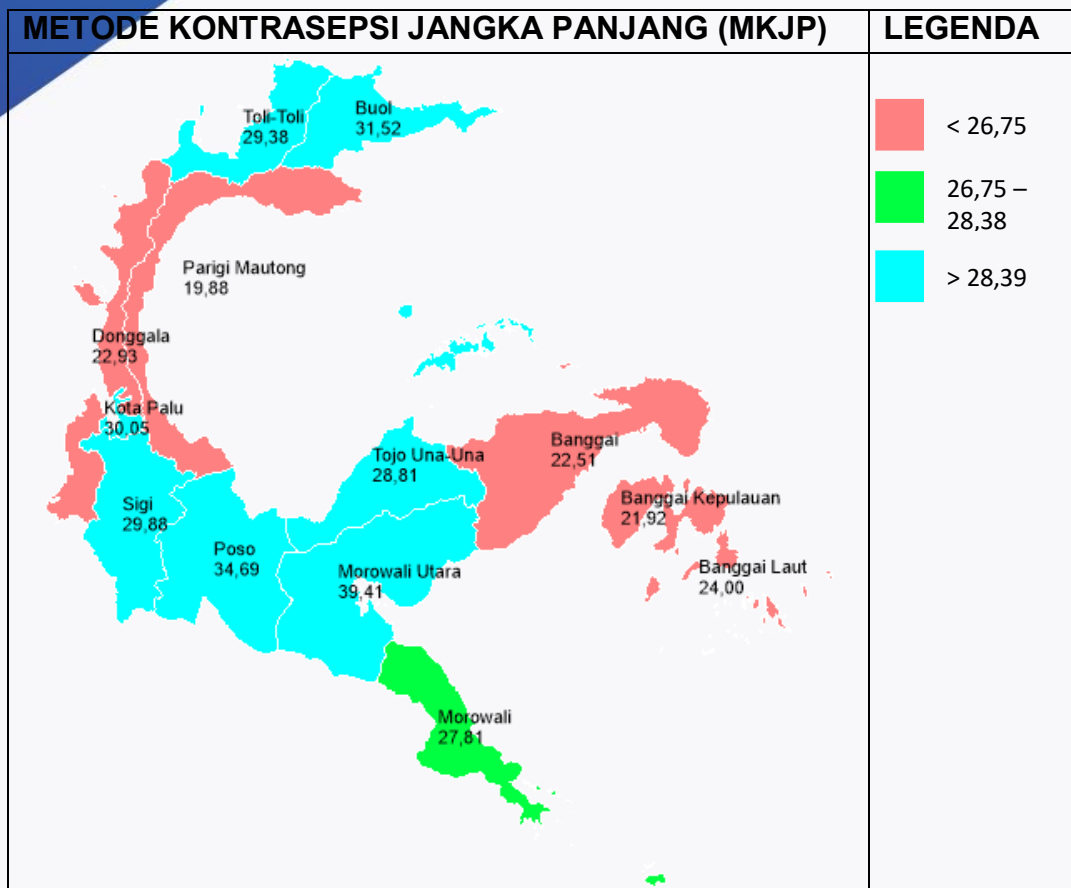 METODE KONTRASEPSI JANGKA PANJANG (MKJP)
LEGENDA
Toli-Toli
29,38
Buol
31,52
Parigi Mautong
19,88
Donggala
22,93
Kota Palu
30,05
Sigi
29,88
Poso
34,69
Tojo Una-Una
28,81
Morowali Utara
39,41
Banggai
22,51
Banggai Kepulauan
21,92
Banggai Laut
24,00
Morowali
27,81
< 26,75
26,75 –
28,38
> 28,39